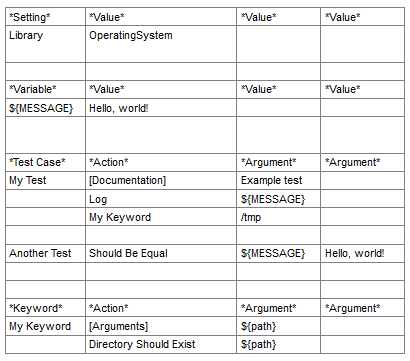 *Setting* *Value* *Value* *Value*
Library OperatingSystem
*Variable* *Value* *Value* *Value*
${MESSAGE} Hello, world!
*Test Case* *Action* *Argument* *Argument*
My Test [Documentation] Example test
Log ${MESSAGE}
My Keyword /tmp
Another Test Should Be Equal ${MESSAGE} Hello, world!
*Keyword* *Action* *Argument* *Argument*
My Keyword [Arguments] ${path}
Directory Should Exist ${path}